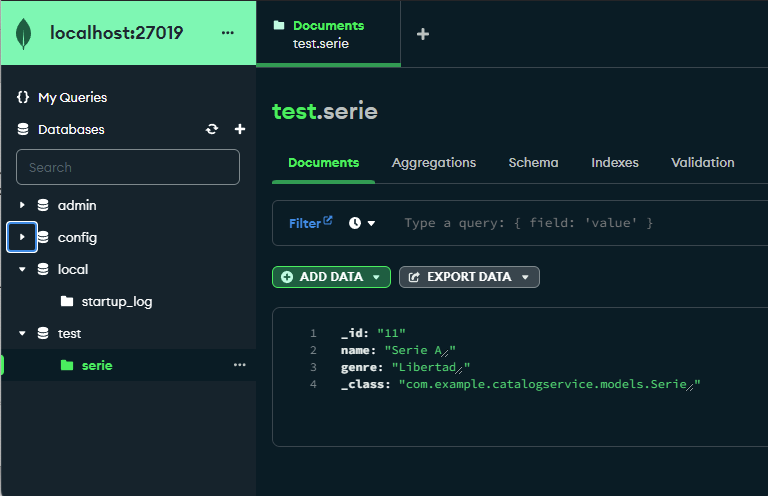 localhost:27019
My Queries
Databases
Search
admin
config
local
startup_log
test
serie
Documents
test.serie
test.serie
Documents Aggregations Schema Indexes Validation
Filter Type a query: { field: 'value' }
ADD DATA EXPORT DATA
1 _id: "11"
2 name: "Serie A"
3 genre: "Libertad"
4 _class: "com.example.catalogservice.models.Serie"